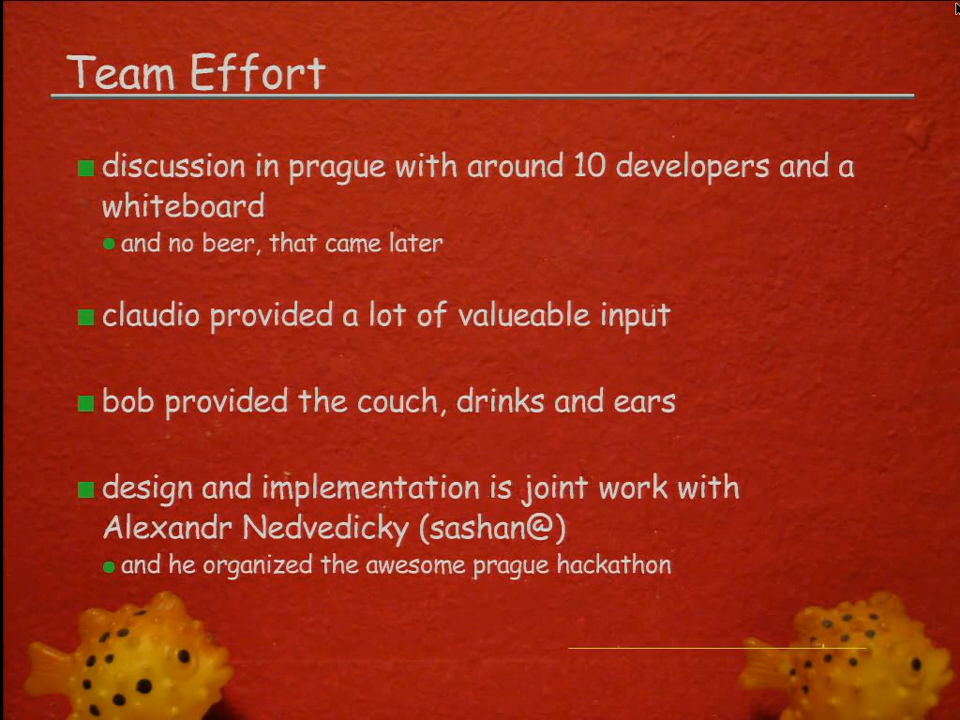 Team Effort
discussion in prague with around 10 developers and a
whiteboard
and no beer, that came later
claudio provided a lot of valueable input
bob provided the couch, drinks and ears
design and implementation is joint work with
Alexandr Nedvedicky (sashan@)
and he organized the awesome prague hackathon